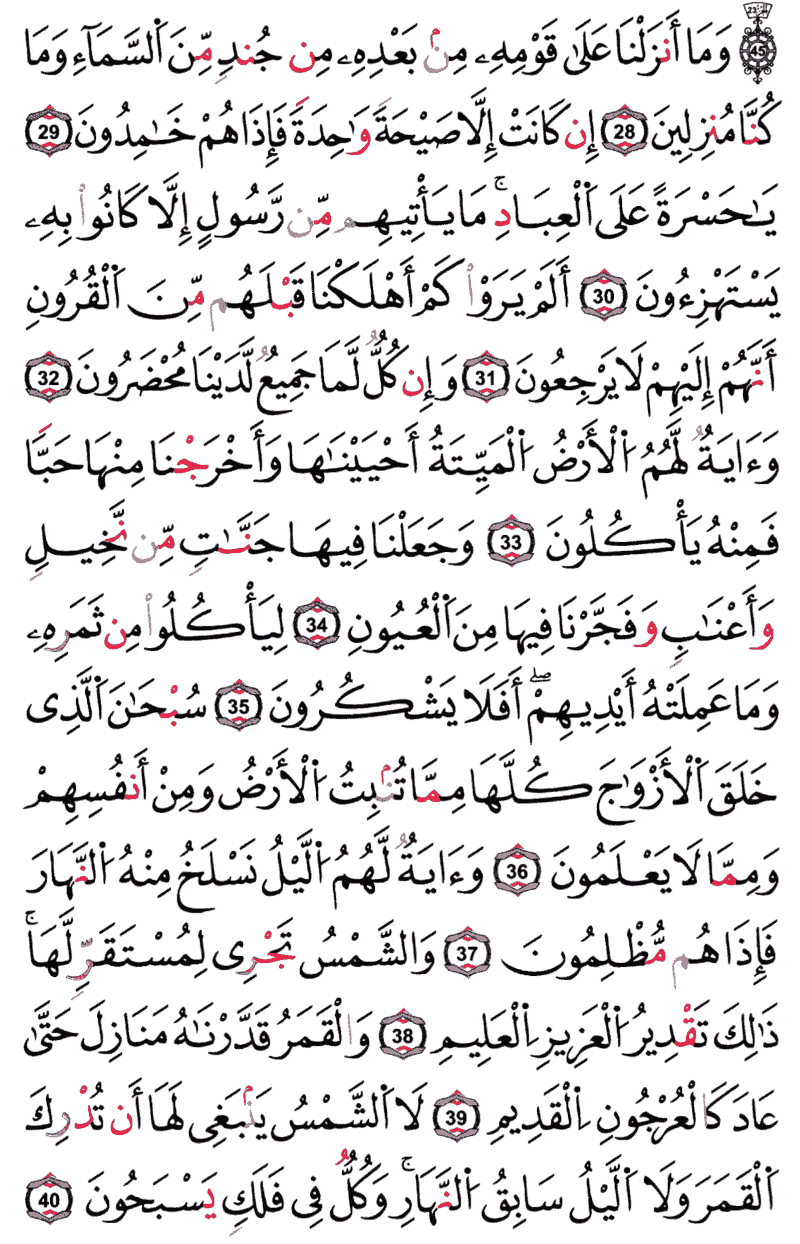 45 23
وَمَا أَنزَلْنَا عَلَىٰ قَوْمِهِۦ مِنۢ بَعْدِهِۦ مِن جُندٍ مِّنَ ٱلسَّمَآءِ وَمَا
كُنَّا مُنزِلِينَ 28 إِن كَانَتْ إِلَّا صَيْحَةً وَٰحِدَةً فَإِذَا هُمْ خَٰمِدُونَ 29
يَٰحَسْرَةً عَلَى ٱلْعِبَادِ ۚ مَا يَأْتِيهِم مِّن رَّسُولٍ إِلَّا كَانُوا۟ بِهِۦ
يَسْتَهْزِءُونَ 30 أَلَمْ يَرَوْا۟ كَمْ أَهْلَكْنَا قَبْلَهُم مِّنَ ٱلْقُرُونِ
أَنَّهُمْ إِلَيْهِمْ لَا يَرْجِعُونَ 31 وَإِن كُلٌّ لَّمَّا جَمِيعٌ لَّدَيْنَا مُحْضَرُونَ 32
وَءَايَةٌ لَّهُمُ ٱلْأَرْضُ ٱلْمَيِّتَةُ أَحْيَيْنَٰهَا وَأَخْرَجْنَا مِنْهَا حَبًّا
فَمِنْهُ يَأْكُلُونَ 33 وَجَعَلْنَا فِيهَا جَنَّٰتٍ مِّن نَّخِيلٍ
وَأَعْنَٰبٍ وَفَجَّرْنَا فِيهَا مِنَ ٱلْعُيُونِ 34 لِيَأْكُلُوا۟ مِن ثَمَرِهِۦ
وَمَا عَمِلَتْهُ أَيْدِيهِمْ ۖ أَفَلَا يَشْكُرُونَ 35 سُبْحَٰنَ ٱلَّذِى
خَلَقَ ٱلْأَزْوَٰجَ كُلَّهَا مِمَّا تُنۢبِتُ ٱلْأَرْضُ وَمِنْ أَنفُسِهِمْ
وَمِمَّا لَا يَعْلَمُونَ 36 وَءَايَةٌ لَّهُمُ ٱلَّيْلُ نَسْلَخُ مِنْهُ ٱلنَّهَارَ
فَإِذَا هُم مُّظْلِمُونَ 37 وَالشَّمْسُ تَجْرِى لِمُسْتَقَرٍّ لَّهَا ۚ
ذَٰلِكَ تَقْدِيرُ ٱلْعَزِيزِ ٱلْعَلِيمِ 38 وَالْقَمَرُ قَدَّرْنَٰهُ مَنَازِلَ حَتَّىٰ
عَادَ كَالْعُرْجُونِ ٱلْقَدِيمِ 39 لَا ٱلشَّمْسُ يَنۢبَغِى لَهَا أَن تُدْرِكَ
ٱلْقَمَرَ وَلَا ٱلَّيْلُ سَابِقُ ٱلنَّهَارِ ۚ وَكُلٌّ فِى فَلَكٍ يَسْبَحُونَ 40